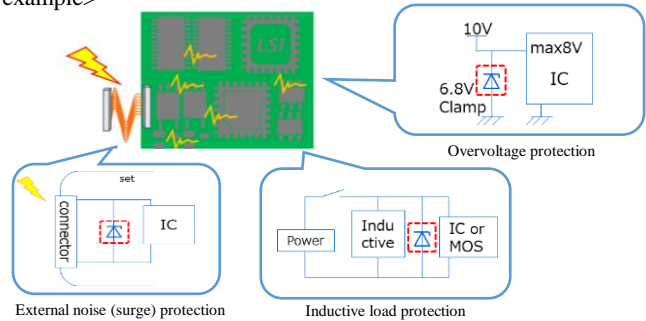 example>
LSI
10V
max8V
IC
6.8V
Clamp
Overvoltage protection
set
connector
IC
External noise (surge) protection
Power
Indu
ctive
IC or
MOS
Inductive load protection